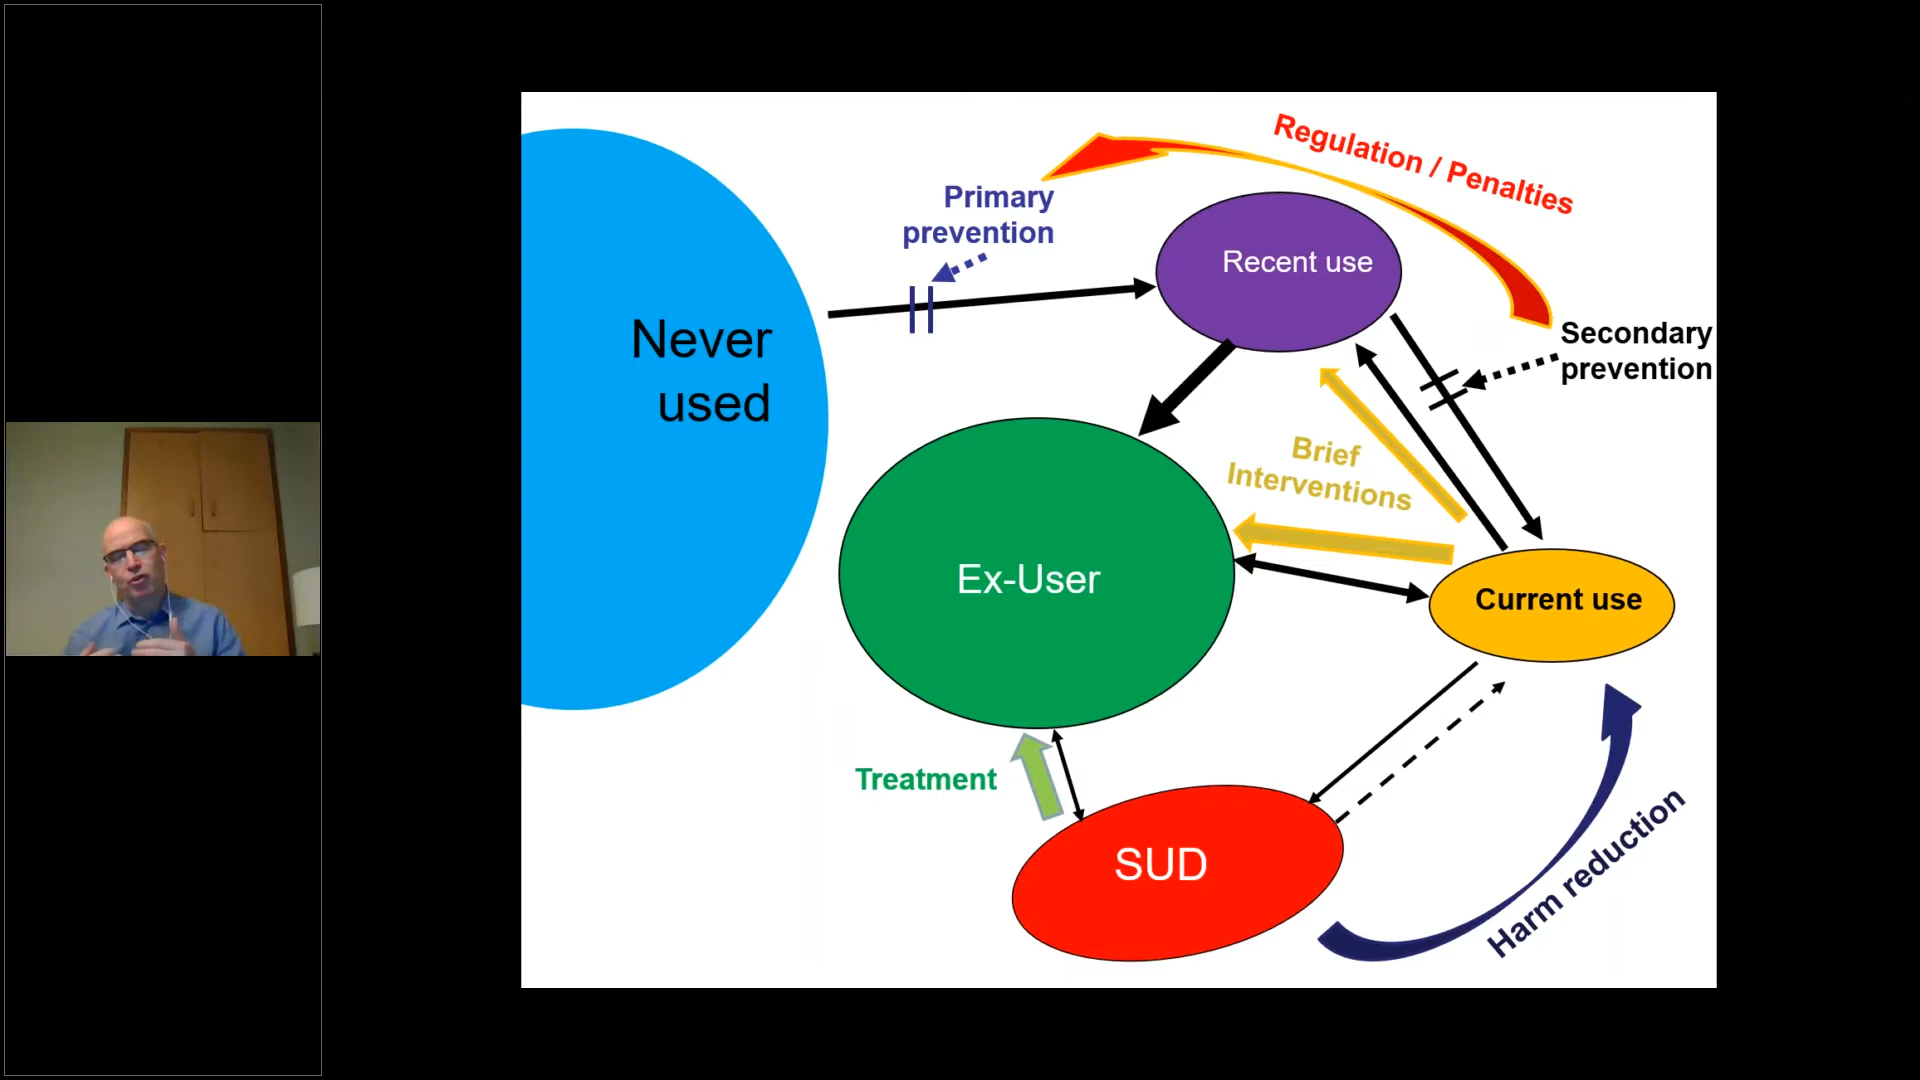 Regulation / Penalties
Primary
prevention
Recent use
Never
used
Secondary
prevention
Brief
Interventions
Ex-User
Current use
Treatment
SUD
Harm reduction